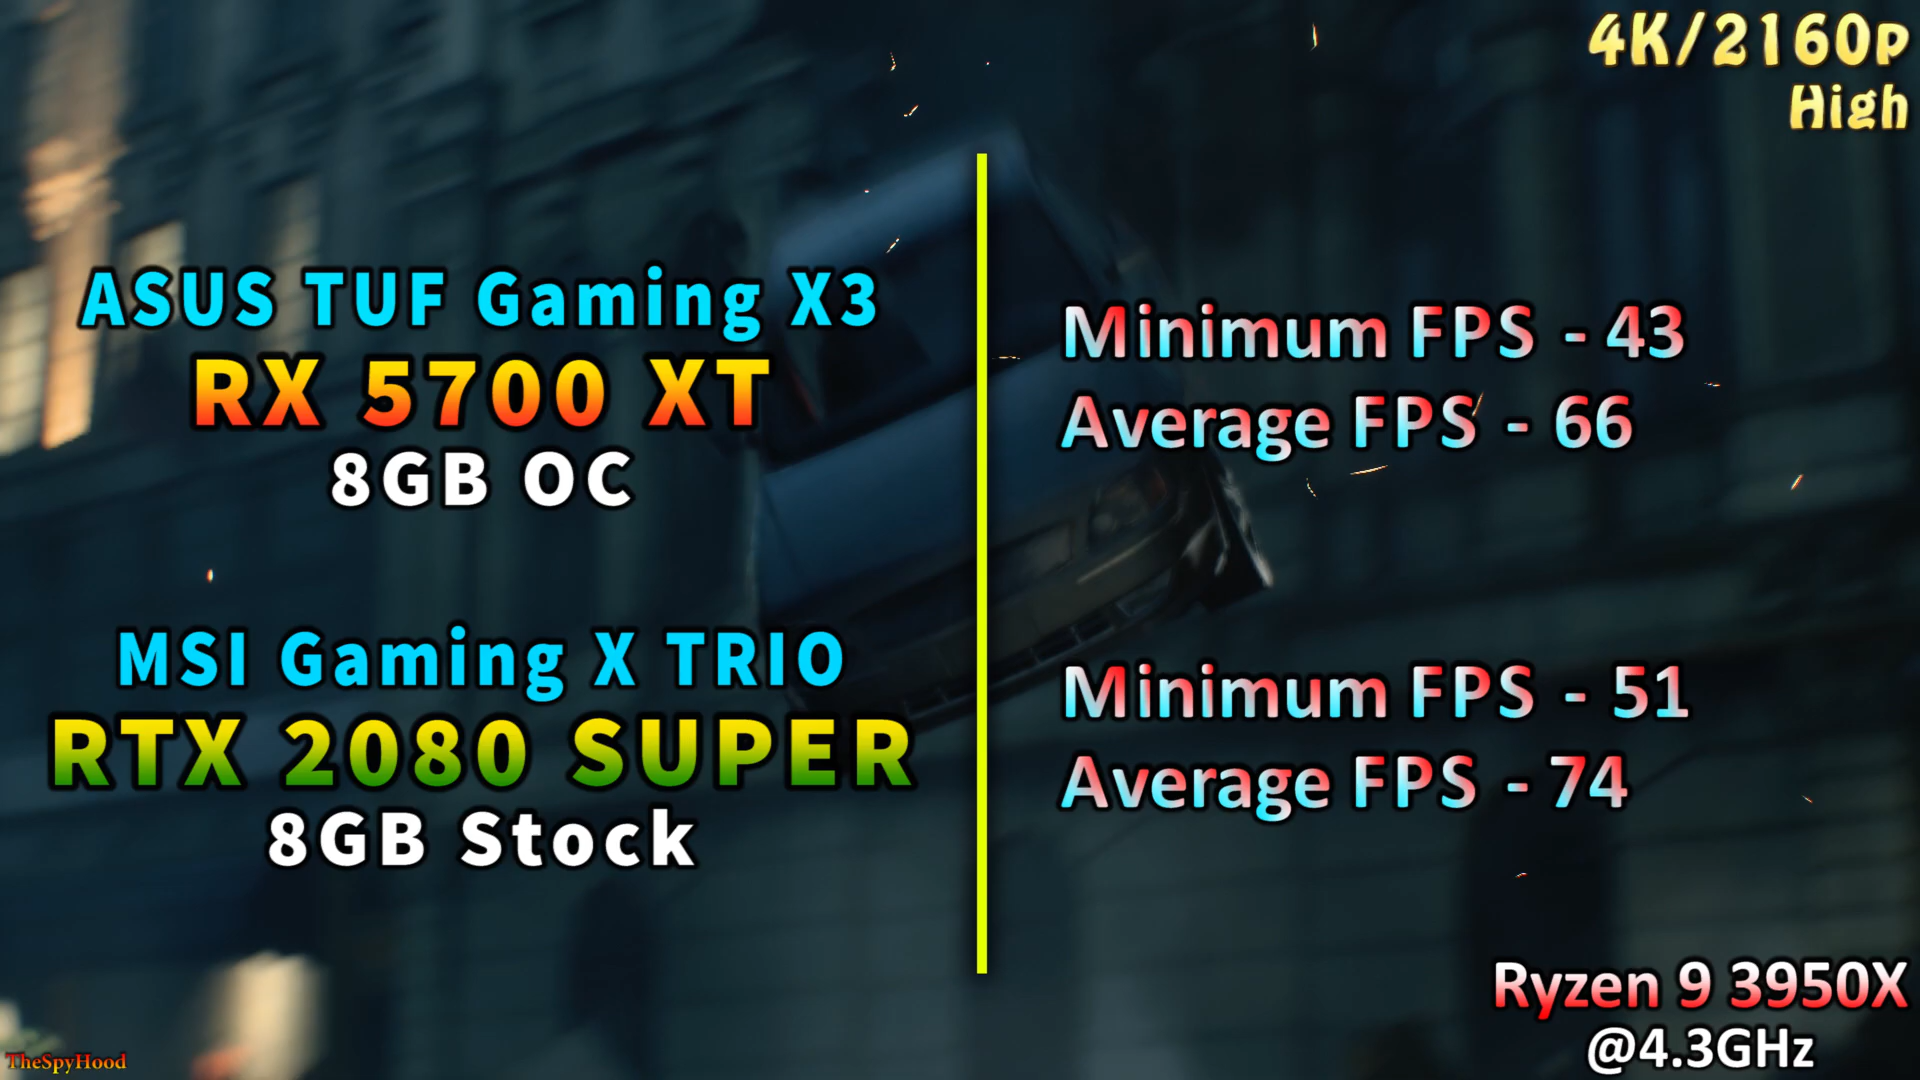 4K/2160p
High
ASUS TUF Gaming X3
RX 5700 XT
8GB OC
Minimum FPS - 43
Average FPS - 66
MSI Gaming X TRIO
RTX 2080 SUPER
8GB Stock
Minimum FPS - 51
Average FPS - 74
Ryzen 9 3950X
@4.3GHz
TheSpyHood